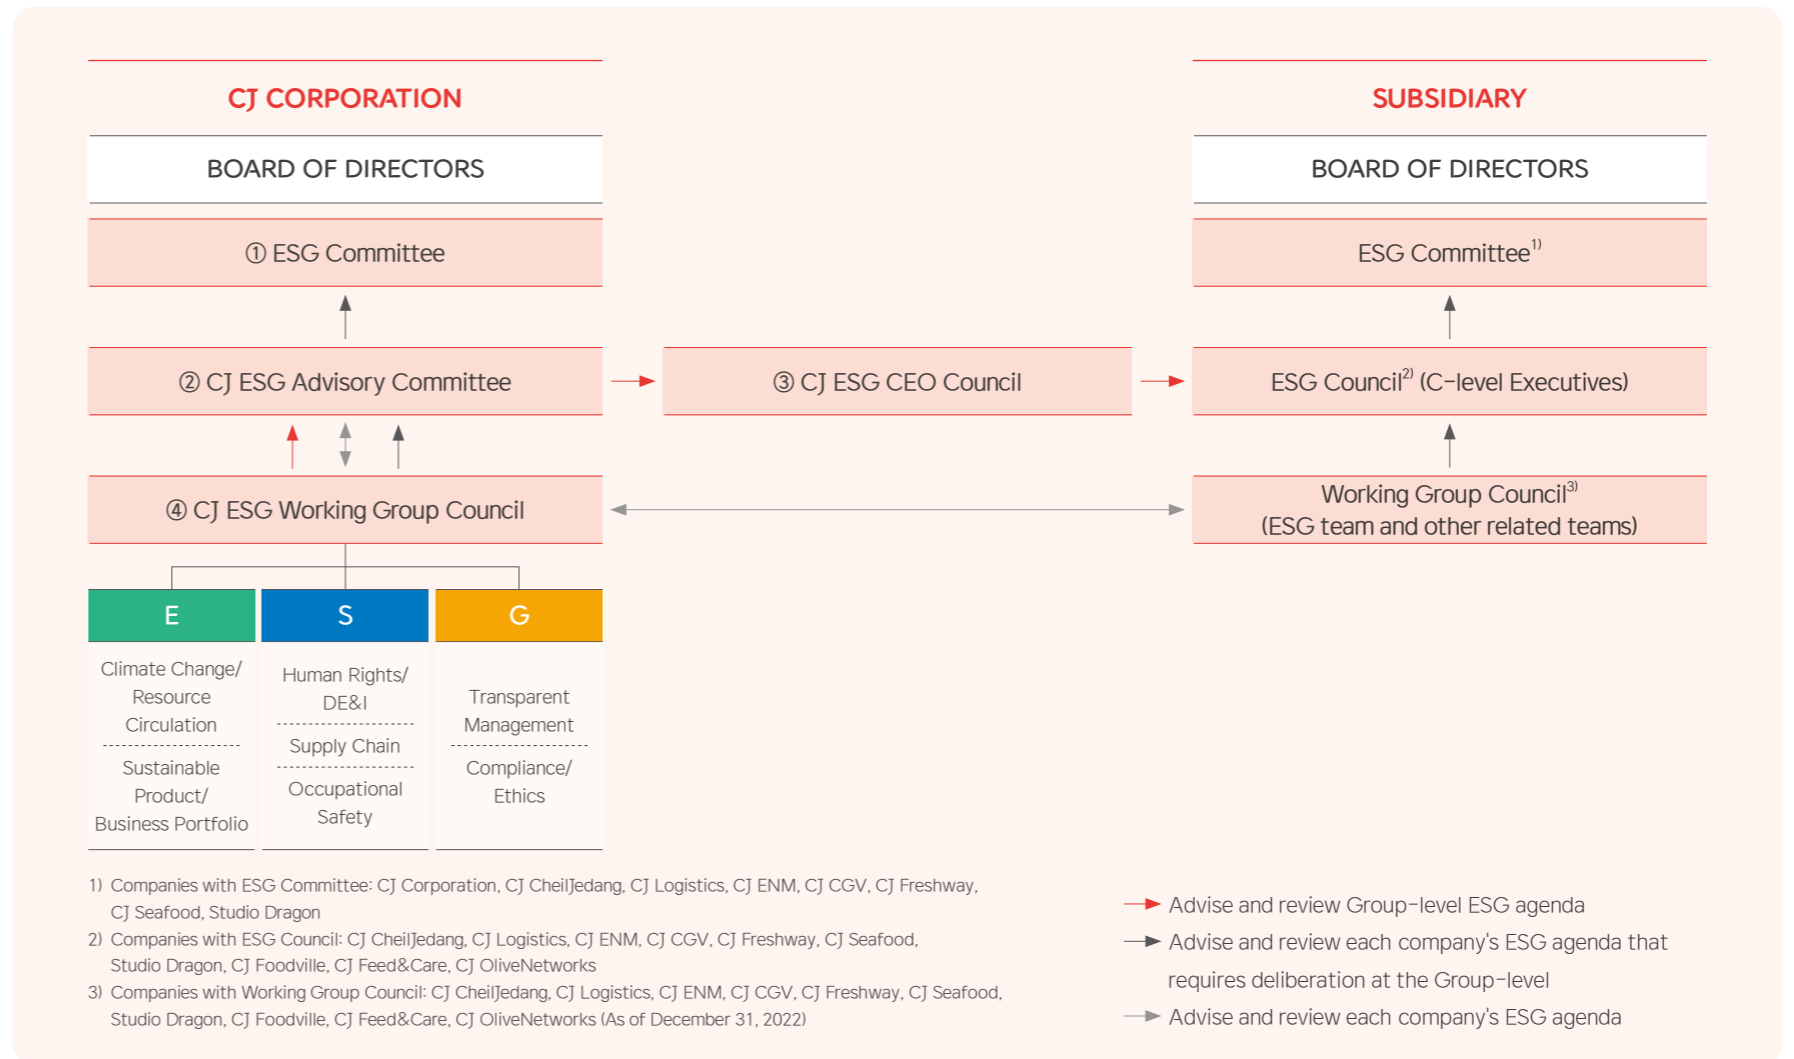 CJ CORPORATION
BOARD OF DIRECTORS
① ESG Committee
② CJ ESG Advisory Committee
③ CJ ESG CEO Council
④ CJ ESG Working Group Council
SUBSIDIARY
BOARD OF DIRECTORS
ESG Committee1)
ESG Council2) (C-level Executives)
Working Group Council3)
(ESG team and other related teams)
E
Climate Change/
Resource
Circulation
Sustainable
Product/
Business Portfolio
S
Human Rights/
DE&I
Supply Chain
Occupational
Safety
G
Transparent
Management
Compliance/
Ethics
1) Companies with ESG Committee: CJ Corporation, CJ CheilJedang, CJ Logistics, CJ ENM, CJ CGV, CJ Freshway,
CJ Seafood, Studio Dragon
2) Companies with ESG Council: CJ CheilJedang, CJ Logistics, CJ ENM, CJ CGV, CJ Freshway, CJ Seafood,
Studio Dragon, CJ Foodville, CJ Feed&Care, CJ OliveNetworks
3) Companies with Working Group Council: CJ CheilJedang, CJ Logistics, CJ ENM, CJ CGV, CJ Freshway, CJ Seafood,
Studio Dragon, CJ Foodville, CJ Feed&Care, CJ OliveNetworks (As of December 31, 2022)
Advise and review Group-level ESG agenda
Advise and review each company's ESG agenda that
requires deliberation at the Group-level
Advise and review each company's ESG agenda